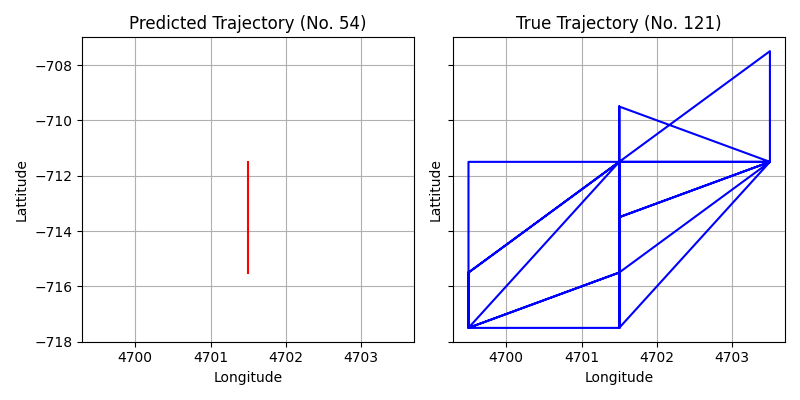 Predicted Trajectory (No. 54)
True Trajectory (No. 121)
−708
−710
−712
−714
−716
−718
Lattitude
Lattitude
4700
4701
4702
4703
4700
4701
4702
4703
Longitude
Longitude